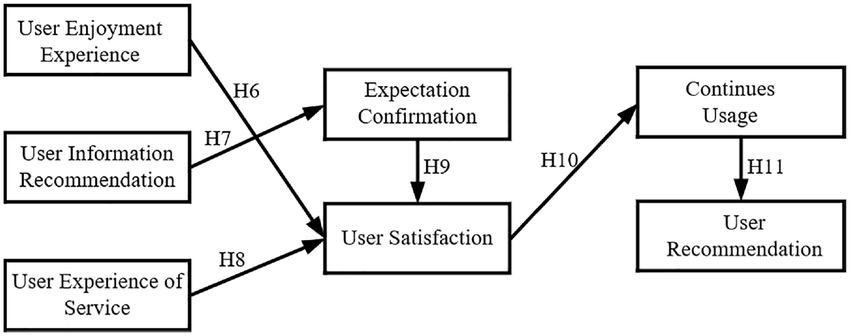 User Enjoyment
Experience
H6
Expectation
Confirmation
Continues
Usage
User Information
Recommendation
H7
H9
H10
H11
User Satisfaction
User
Recommendation
User Experience of
Service
H8